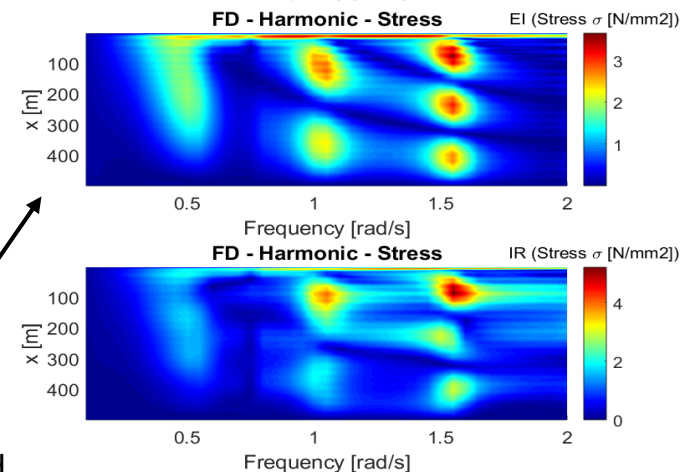 FD - Harmonic - Stress
EI (Stress σ [N/mm2])
100
200
300
400
x [m]
3
2
1
0.5
1
1.5
2
Frequency [rad/s]
FD - Harmonic - Stress
IR (Stress σ [N/mm2])
100
200
300
400
x [m]
4
2
0
0.5
1
1.5
2
Frequency [rad/s]